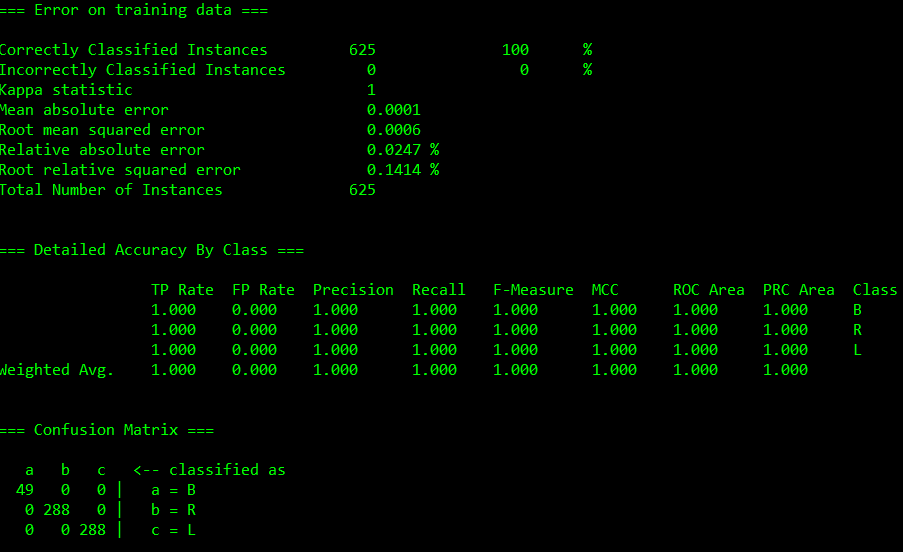 === Error on training data ===
Correctly Classified Instances 625 100 %
Incorrectly Classified Instances 0 0 %
Kappa statistic 1
Mean absolute error 0.0001
Root mean squared error 0.0006
Relative absolute error 0.0247 %
Root relative squared error 0.1414 %
Total Number of Instances 625
=== Detailed Accuracy By Class ===
TP Rate FP Rate Precision Recall F-Measure MCC ROC Area PRC Area Class
1.000 0.000 1.000 1.000 1.000 1.000 1.000 1.000 B
1.000 0.000 1.000 1.000 1.000 1.000 1.000 1.000 R
1.000 0.000 1.000 1.000 1.000 1.000 1.000 1.000 L
Weighted Avg. 1.000 0.000 1.000 1.000 1.000 1.000 1.000 1.000
=== Confusion Matrix ===
a b c <-- classified as
49 0 0 | a = B
0 288 0 | b = R
0 0 288 | c = L